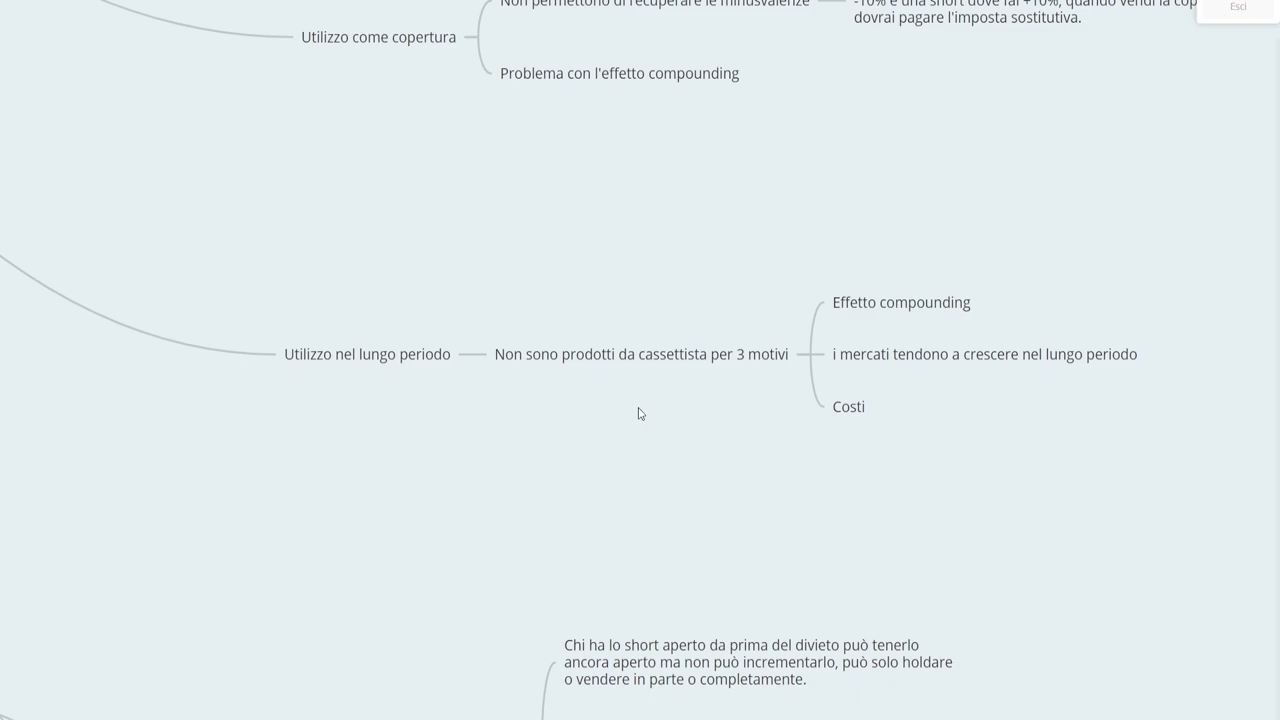 Non permettono di recuperare le minusvalenze
-10% e una short dove fai +10%, quando vendi la cop
dovrai pagare l'imposta sostitutiva.
Esci
Utilizzo come copertura
Problema con l'effetto compounding
Effetto compounding
Utilizzo nel lungo periodo
Non sono prodotti da cassettista per 3 motivi
i mercati tendono a crescere nel lungo periodo
Costi
Chi ha lo short aperto da prima del divieto può tenerlo
ancora aperto ma non può incrementarlo, può solo holdare
o vendere in parte o completamente.